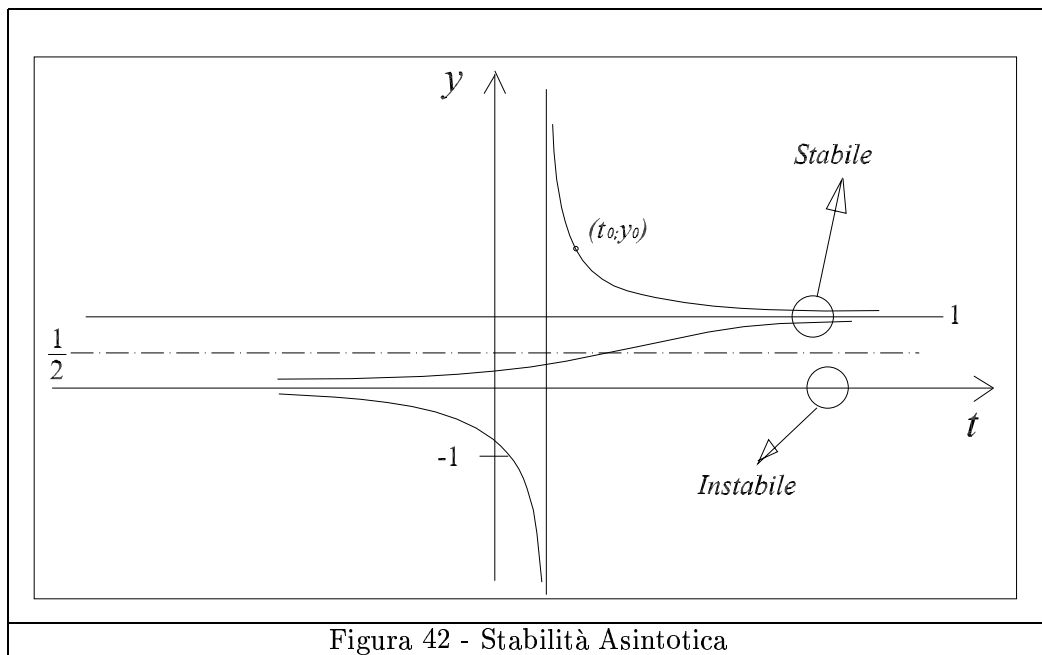 y
Stabile
(t₀;y₀)
1
1/2
t
-1
Instabile
Figura 42 - Stabilità Asintotica